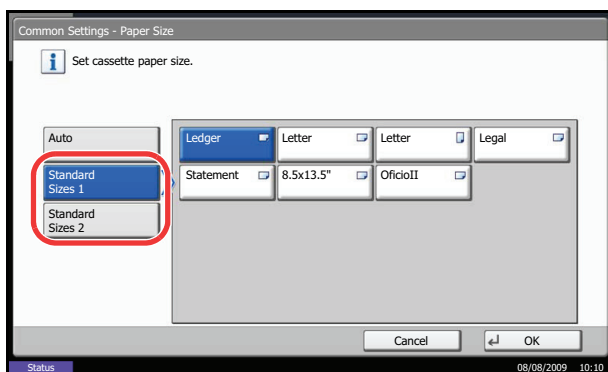 Common Settings - Paper Size
Set cassette paper size.
Auto
Ledger
Letter
Letter
Legal
Standard
Sizes 1
Statement
8.5x13.5"
OficioII
Standard
Sizes 2
Cancel
OK
Status
08/08/2009 10:10